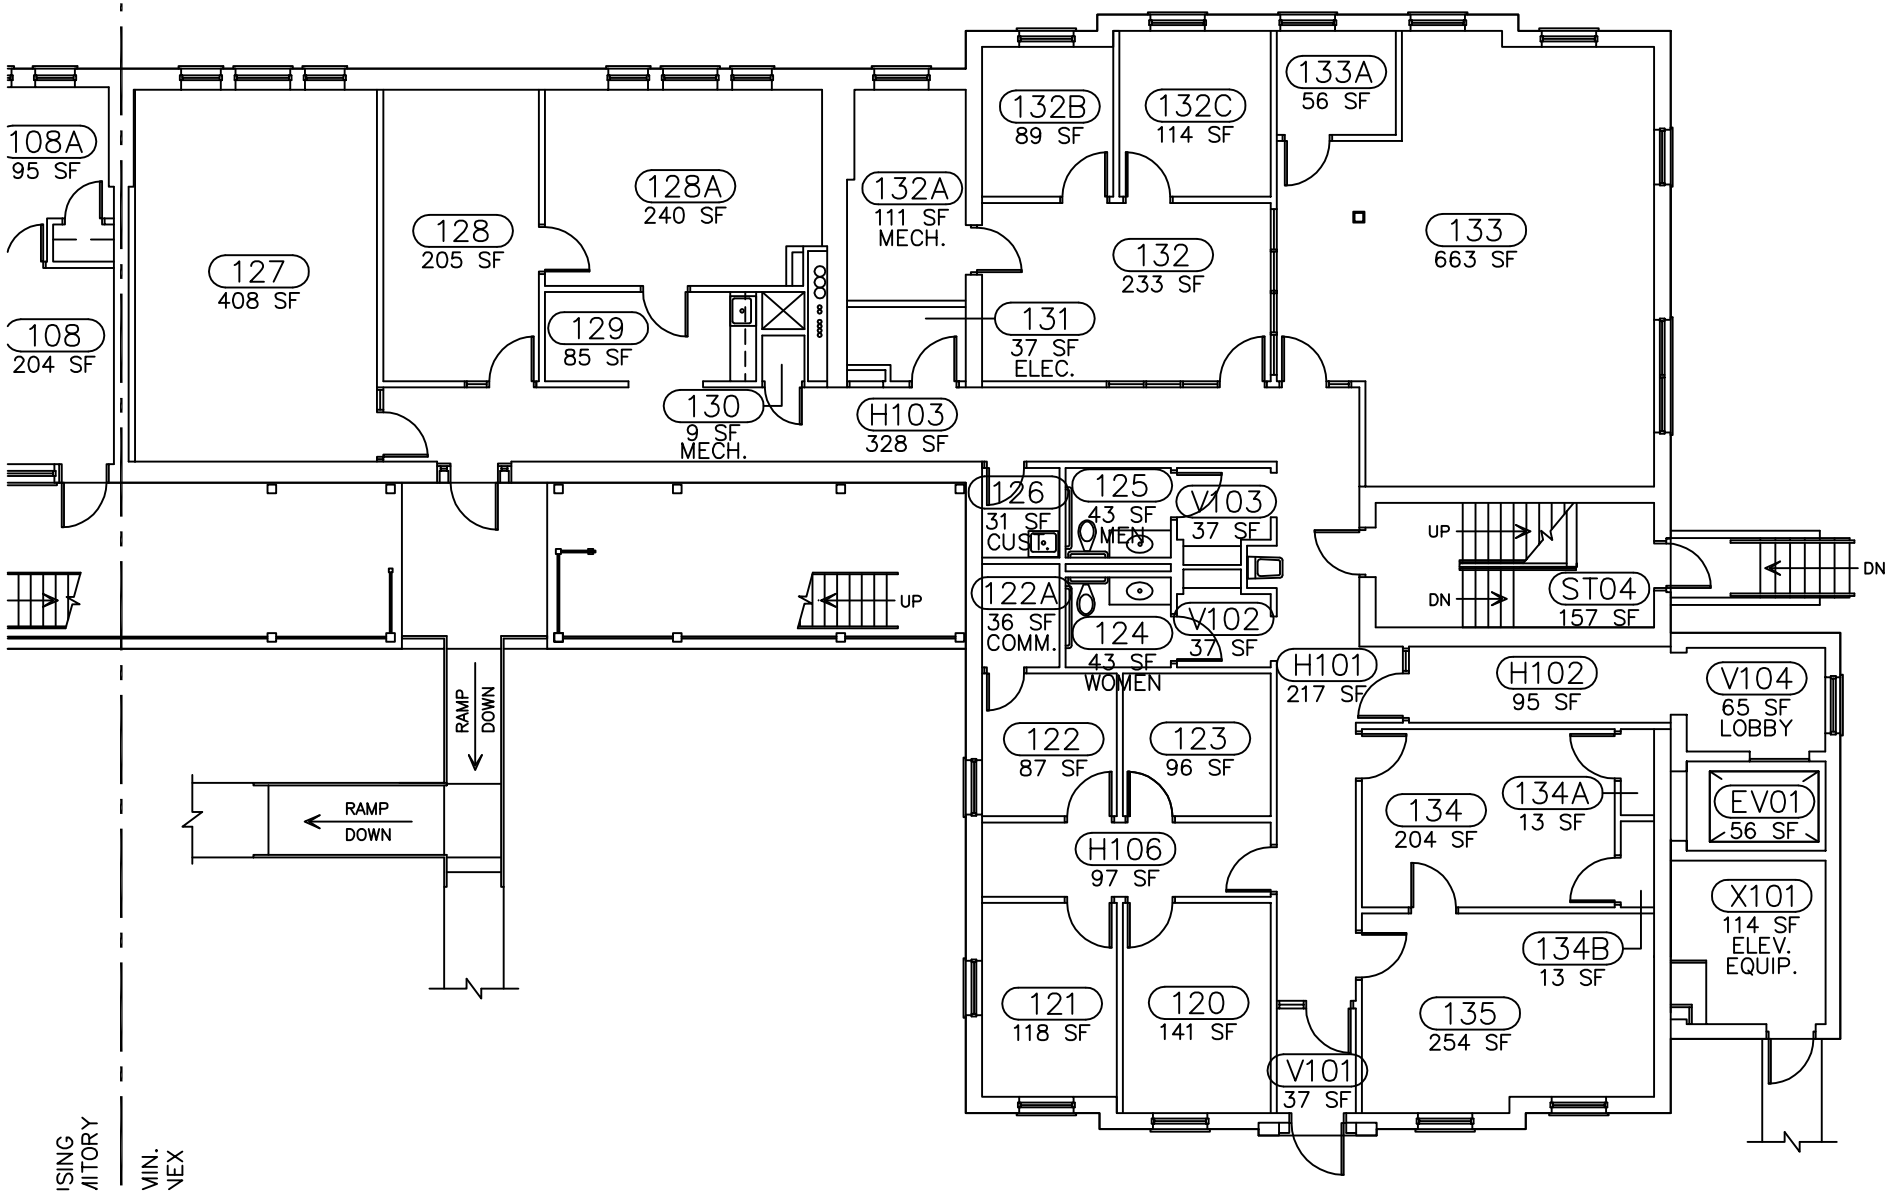 133A
56 SF
132B
89 SF
132C
114 SF
108A
95 SF
128A
240 SF
132A
111 SF
MECH.
128
205 SF
133
663 SF
132
233 SF
127
408 SF
131
37 SF
ELEC.
129
85 SF
108
204 SF
130
9 SF
MECH.
H103
328 SF
126
31 SF
CUST.
125
43 SF
MEN
V103
37 SF
UP
DN
DN
ST04
157 SF
UP
122A
36 SF
COMM.
124
43 SF
WOMEN
V102
37 SF
H101
217 SF
H102
95 SF
V104
65 SF
LOBBY
RAMP
DOWN
122
87 SF
123
96 SF
134A
13 SF
134
204 SF
EV01
56 SF
RAMP
DOWN
H106
97 SF
X101
114 SF
ELEV.
EQUIP.
134B
13 SF
121
118 SF
120
141 SF
135
254 SF
V101
37 SF
ISING
MITORY
MIN.
NEX